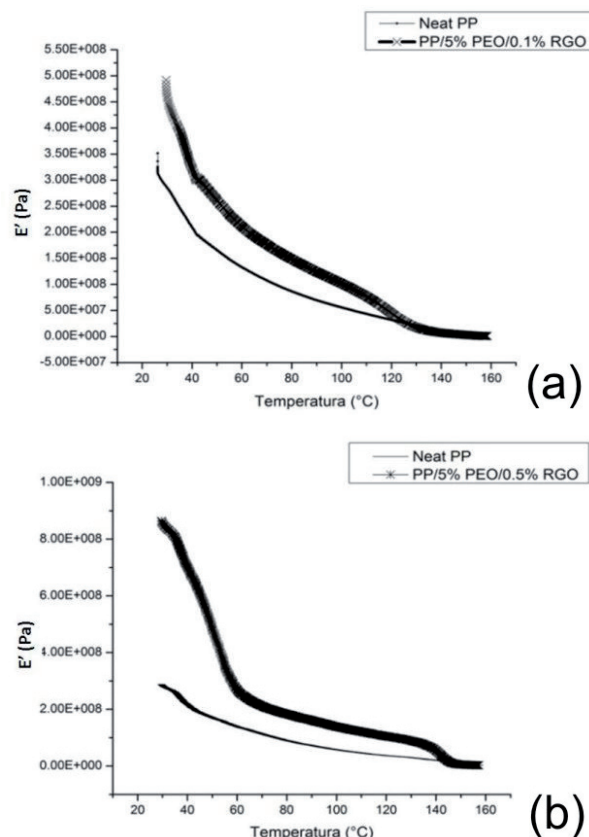 Neat PP
PP/5% PEO/0.1% RGO
5.50E+008
5.00E+008
4.50E+008
4.00E+008
3.50E+008
3.00E+008
2.50E+008
2.00E+008
1.50E+008
1.00E+008
5.00E+007
0.00E+000
-5.00E+007
E' (Pa)
20 40 60 80 100 120 140 160
Temperatura (°C)
(a)
Neat PP
PP/5% PEO/0.5% RGO
1.00E+009
8.00E+008
6.00E+008
4.00E+008
2.00E+008
0.00E+000
E' (Pa)
20 40 60 80 100 120 140 160
Temperatura (°C)
(b)